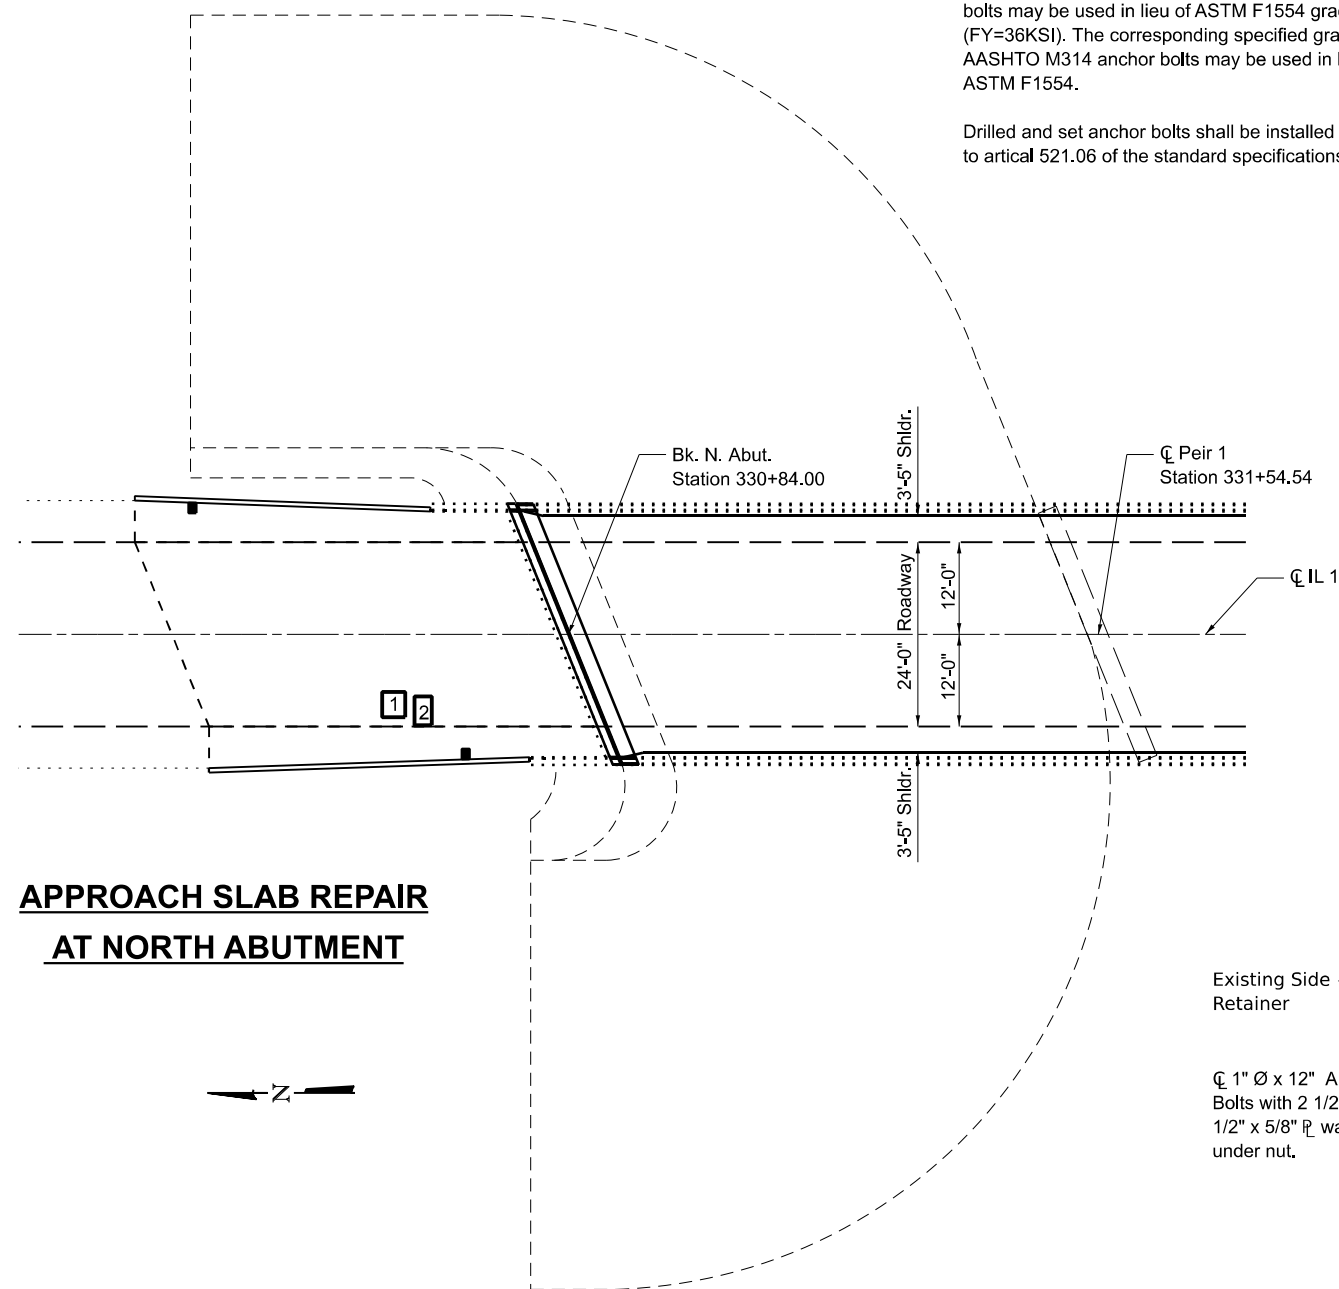 bolts may be used in lieu of ASTM F1554 gra
(FY=36KSI). The corresponding specified gra
AASHTO M314 anchor bolts may be used in
ASTM F1554.
Drilled and set anchor bolts shall be installed
to artical 521.06 of the standard specifications
3'-5" Shldr.
Bk. N. Abut.
Station 330+84.00
℄ Peir 1
Station 331+54.54
℄ IL 1
24'-0" Roadway
12'-0"
12'-0"
1
2
3'-5" Shldr.
APPROACH SLAB REPAIR
AT NORTH ABUTMENT
Existing Side
Retainer
N
℄ 1" Ø x 12" A
Bolts with 2 1/2
1/2" x 5/8" ⅊ wa
under nut.